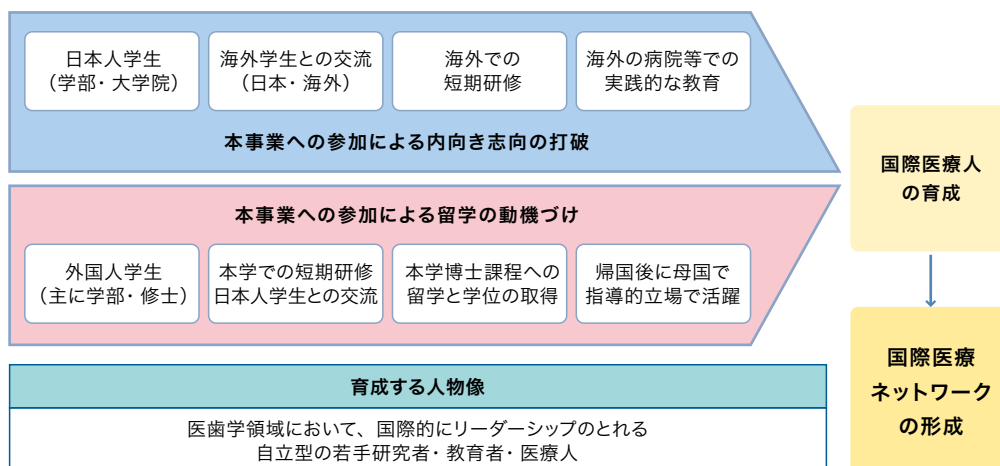 日本人学生
（学部・大学院）
海外学生との交流
（日本・海外）
海外での
短期研修
海外の病院等での
実践的な教育
本事業への参加による内向き志向の打破
本事業への参加による留学の動機づけ
外国人学生
（主に学部・修士）
本学での短期研修
日本人学生との交流
本学博士課程への
留学と学位の取得
帰国後に母国で
指導的立場で活躍
国際医療人
の育成
国際医療
ネットワーク
の形成
育成する人物像
医歯学領域において、国際的にリーダーシップのとれる
自立型の若手研究者・教育者・医療人